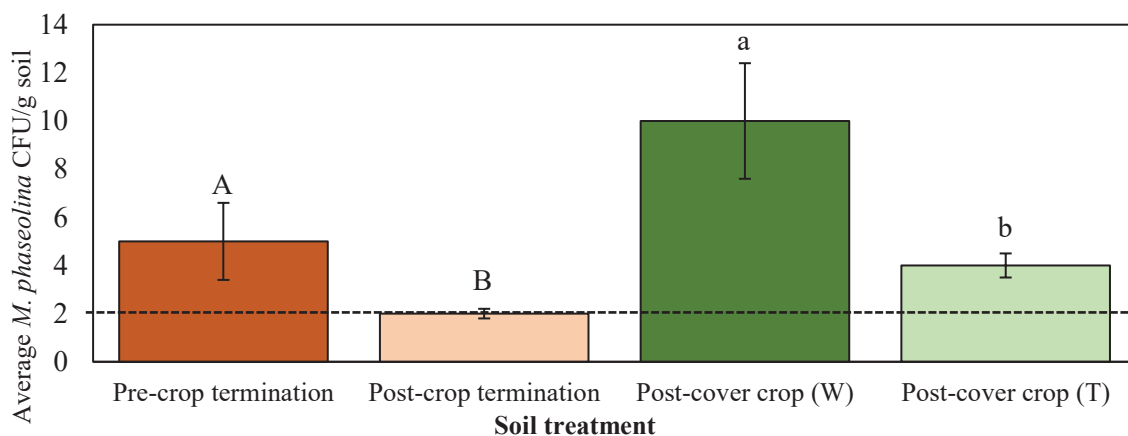 Average M. phaseolina CFU/g soil
14
12
10
8
6
4
2
0
A
B
a
b
Pre-crop termination
Post-crop termination
Post-cover crop (W)
Post-cover crop (T)
Soil treatment